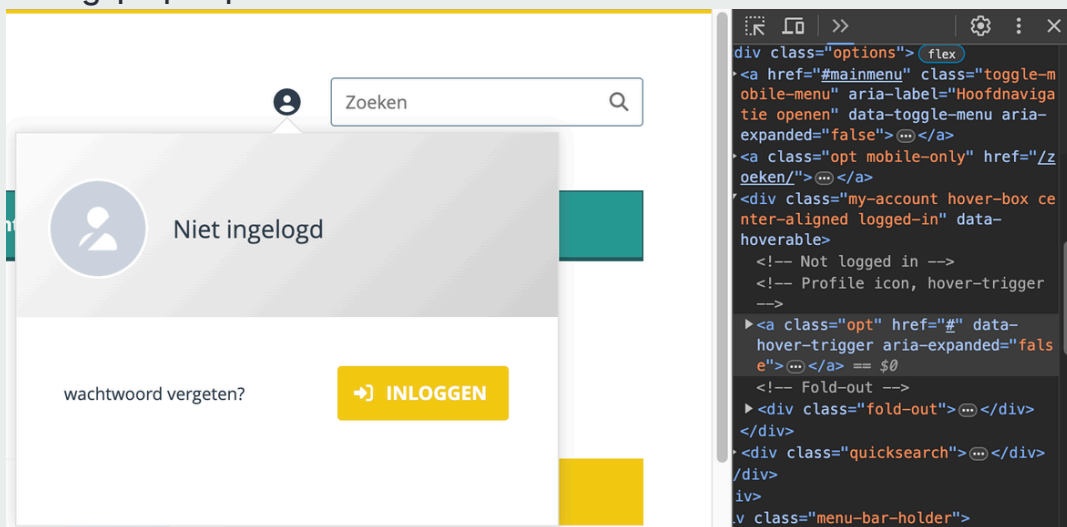 Zoeken
Niet ingelogd
wachtwoord vergeten?
INLOGGEN
div class="options"> flex
<a href="#mainmenu" class="toggle-m
obile-menu" aria-label="Hoofdnaviga
tie openen" data-toggle-menu aria-
expanded="false">…</a>
<a class="opt mobile-only" href="/z
oeken/">…</a>
<div class="my-account hover-box ce
nter-aligned logged-in" data-
hoverable>
<!-- Not logged in -->
<!-- Profile icon, hover-trigger
-->
<a class="opt" href="#" data-
hover-trigger aria-expanded="fals
e">…</a> == $0
<!-- Fold-out -->
<div class="fold-out">…</div>
</div>
<div class="quicksearch">…</div>
/div>
iv>
v class="menu-bar-holder">